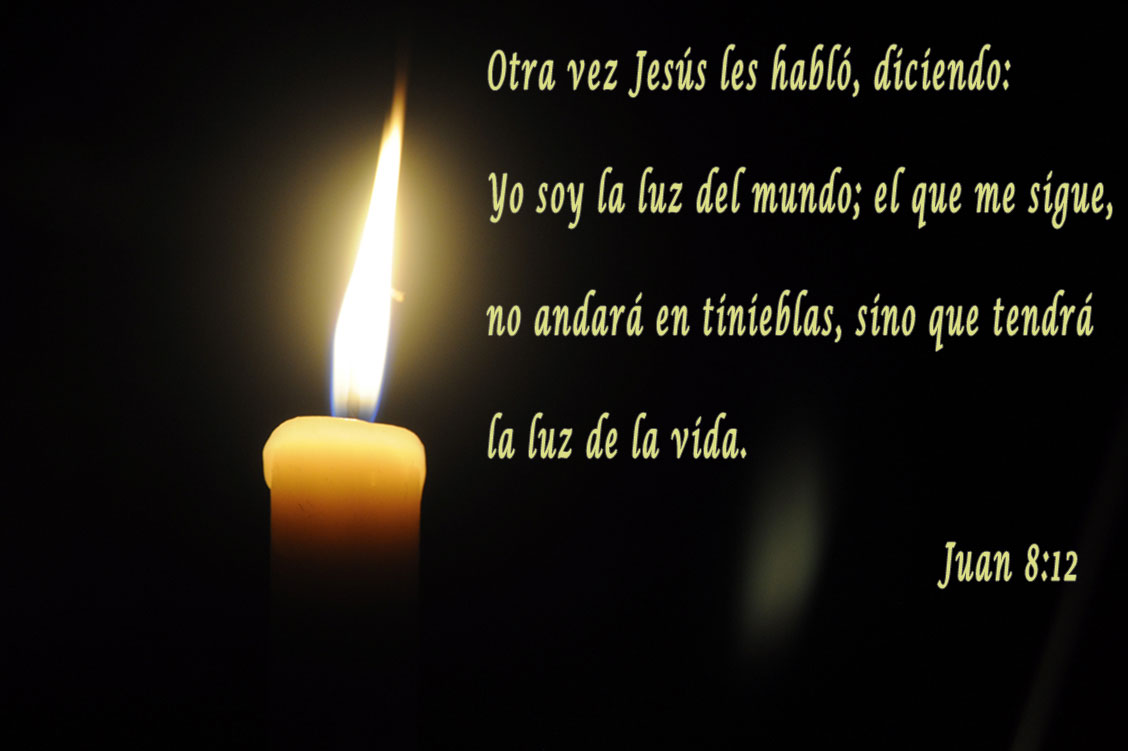 Otra vez Jesús les habló, diciendo:
Yo soy la luz del mundo; el que me sigue,
no andará en tinieblas, sino que tendrá
la luz de la vida.
Juan 8:12